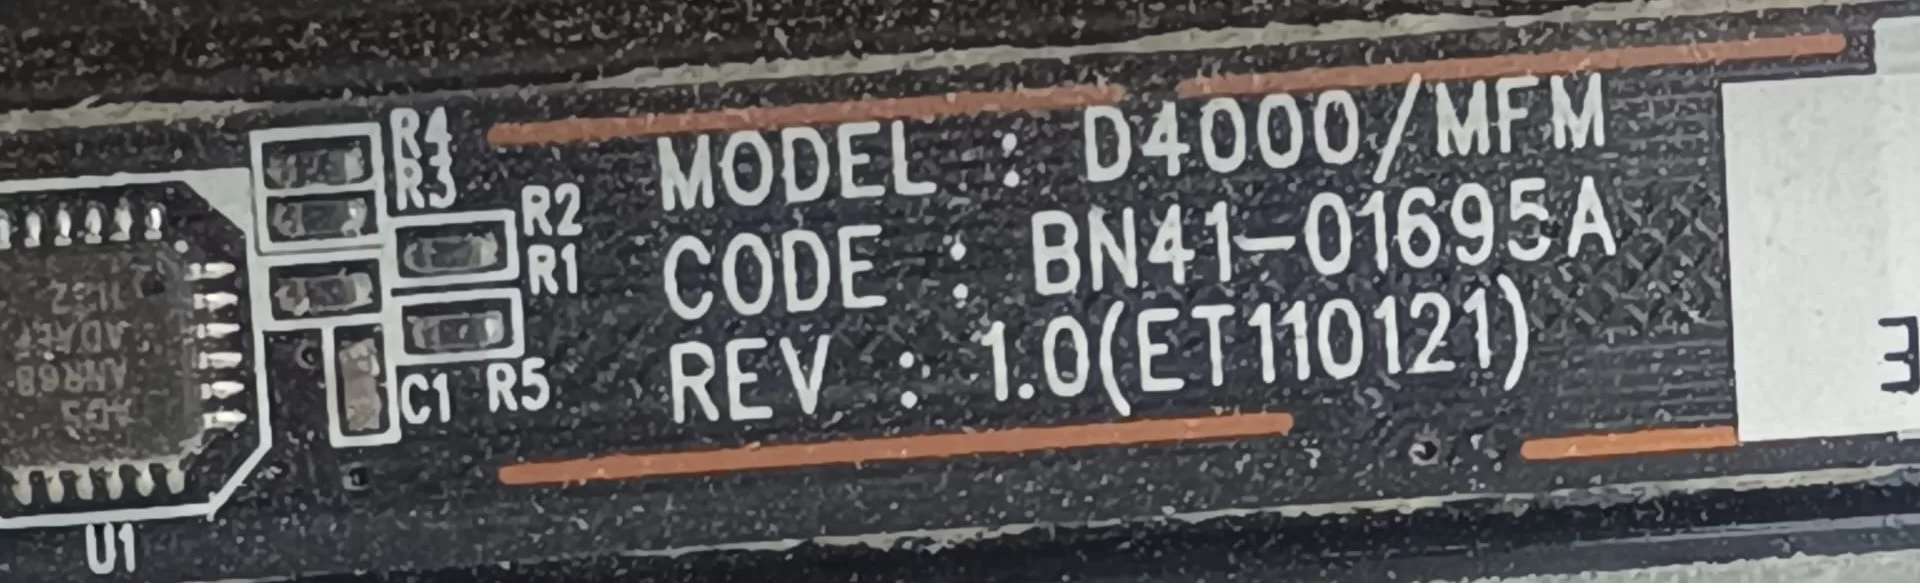 R4
R3
R2
R1
C1 R5
U1
MODEL : D4000/MFM
CODE : BN41-01695A
REV : 1.0(ET110121)
E